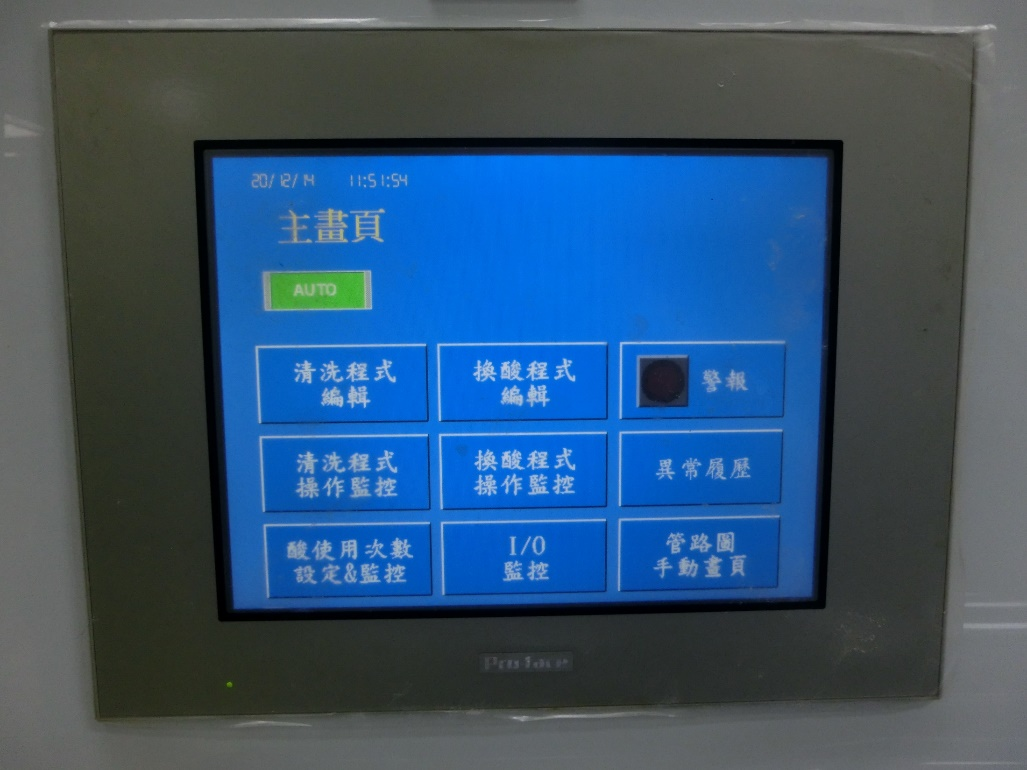 20/12/14 11:51:54
主畫頁
AUTO
清洗程式
編輯
換酸程式
編輯
警報
清洗程式
操作監控
換酸程式
操作監控
異常履歷
酸使用次數
設定&監控
I/O
監控
管路圖
手動畫頁
Pro-face